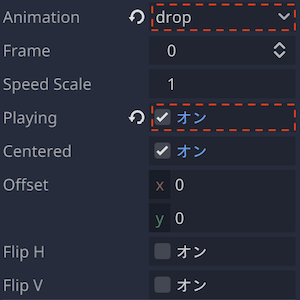 Animation drop
Frame 0
Speed Scale 1
Playing オン
Centered オン
Offset x 0
y 0
Flip H オン
Flip V オン